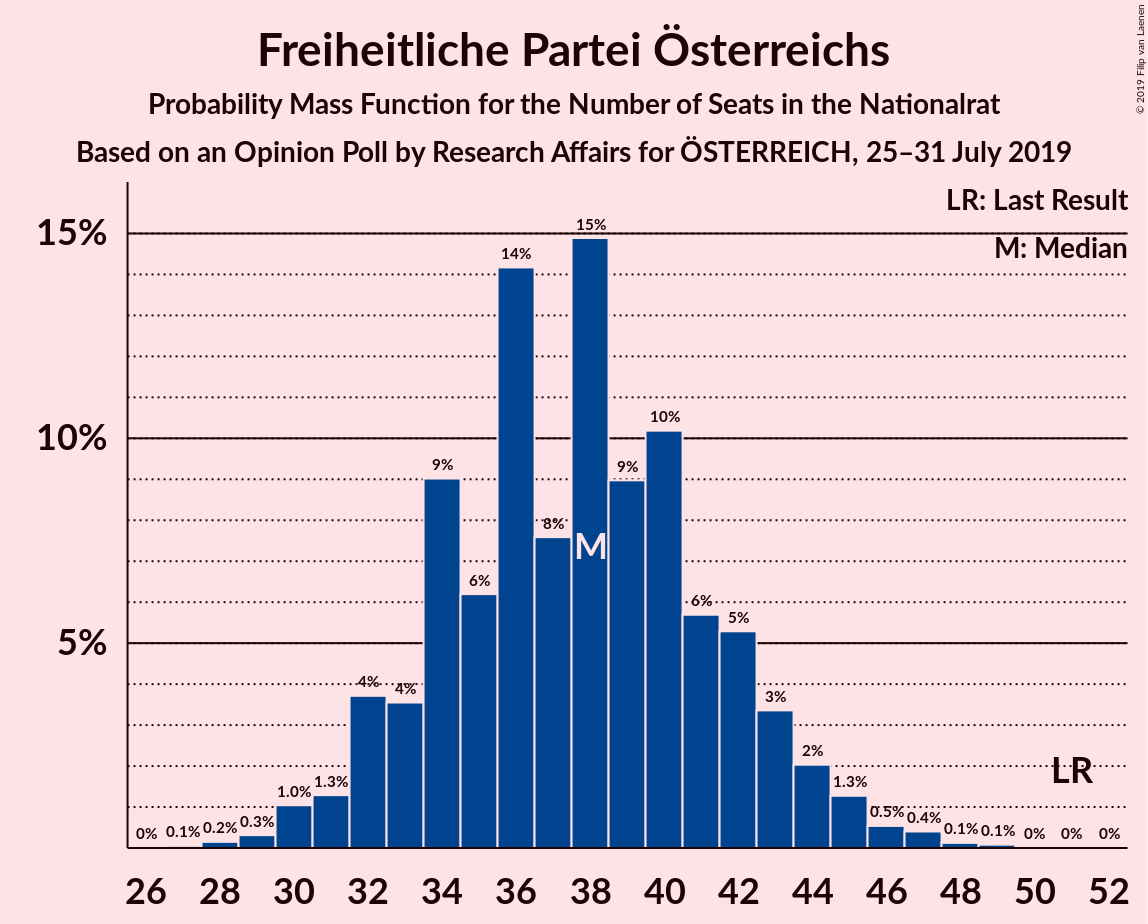 Freiheitliche Partei Österreichs
Probability Mass Function for the Number of Seats in the Nationalrat
Based on an Opinion Poll by Research Affairs for ÖSTERREICH, 25–31 July 2019
© 2019 Filip van Laenen
LR: Last Result
M: Median
15%
10%
5%
0% 0.1% 0.2% 0.3% 1.0% 1.3% 4% 4% 9% 6% 14% 8% 15% 9% 10% 6% 5% 3% 2% 1.3% 0.5% 0.4% 0.1% 0.1% 0% 0% 0%
M
LR
26 28 30 32 34 36 38 40 42 44 46 48 50 52